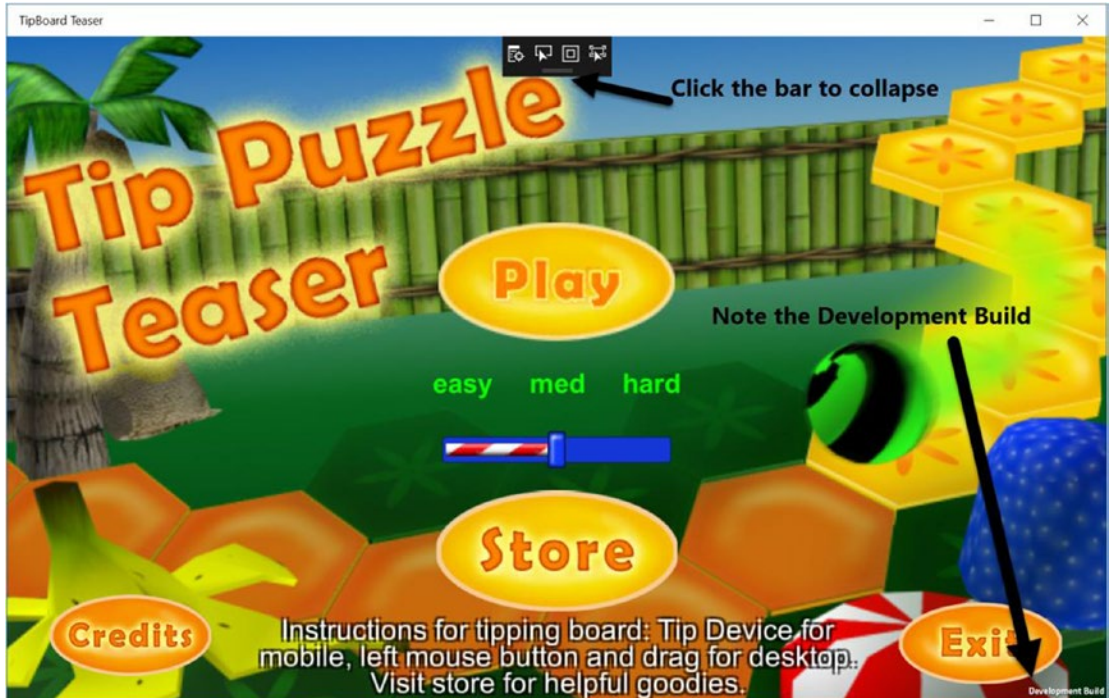 TipBoard Teaser
Click the bar to collapse
Tip Puzzle
Teaser
Play
Note the Development Build
easy med hard
Store
Credits
Instructions for tipping board: Tip Device for
mobile, left mouse button and drag for desktop.
Visit store for helpful goodies.
Exit
Development Build